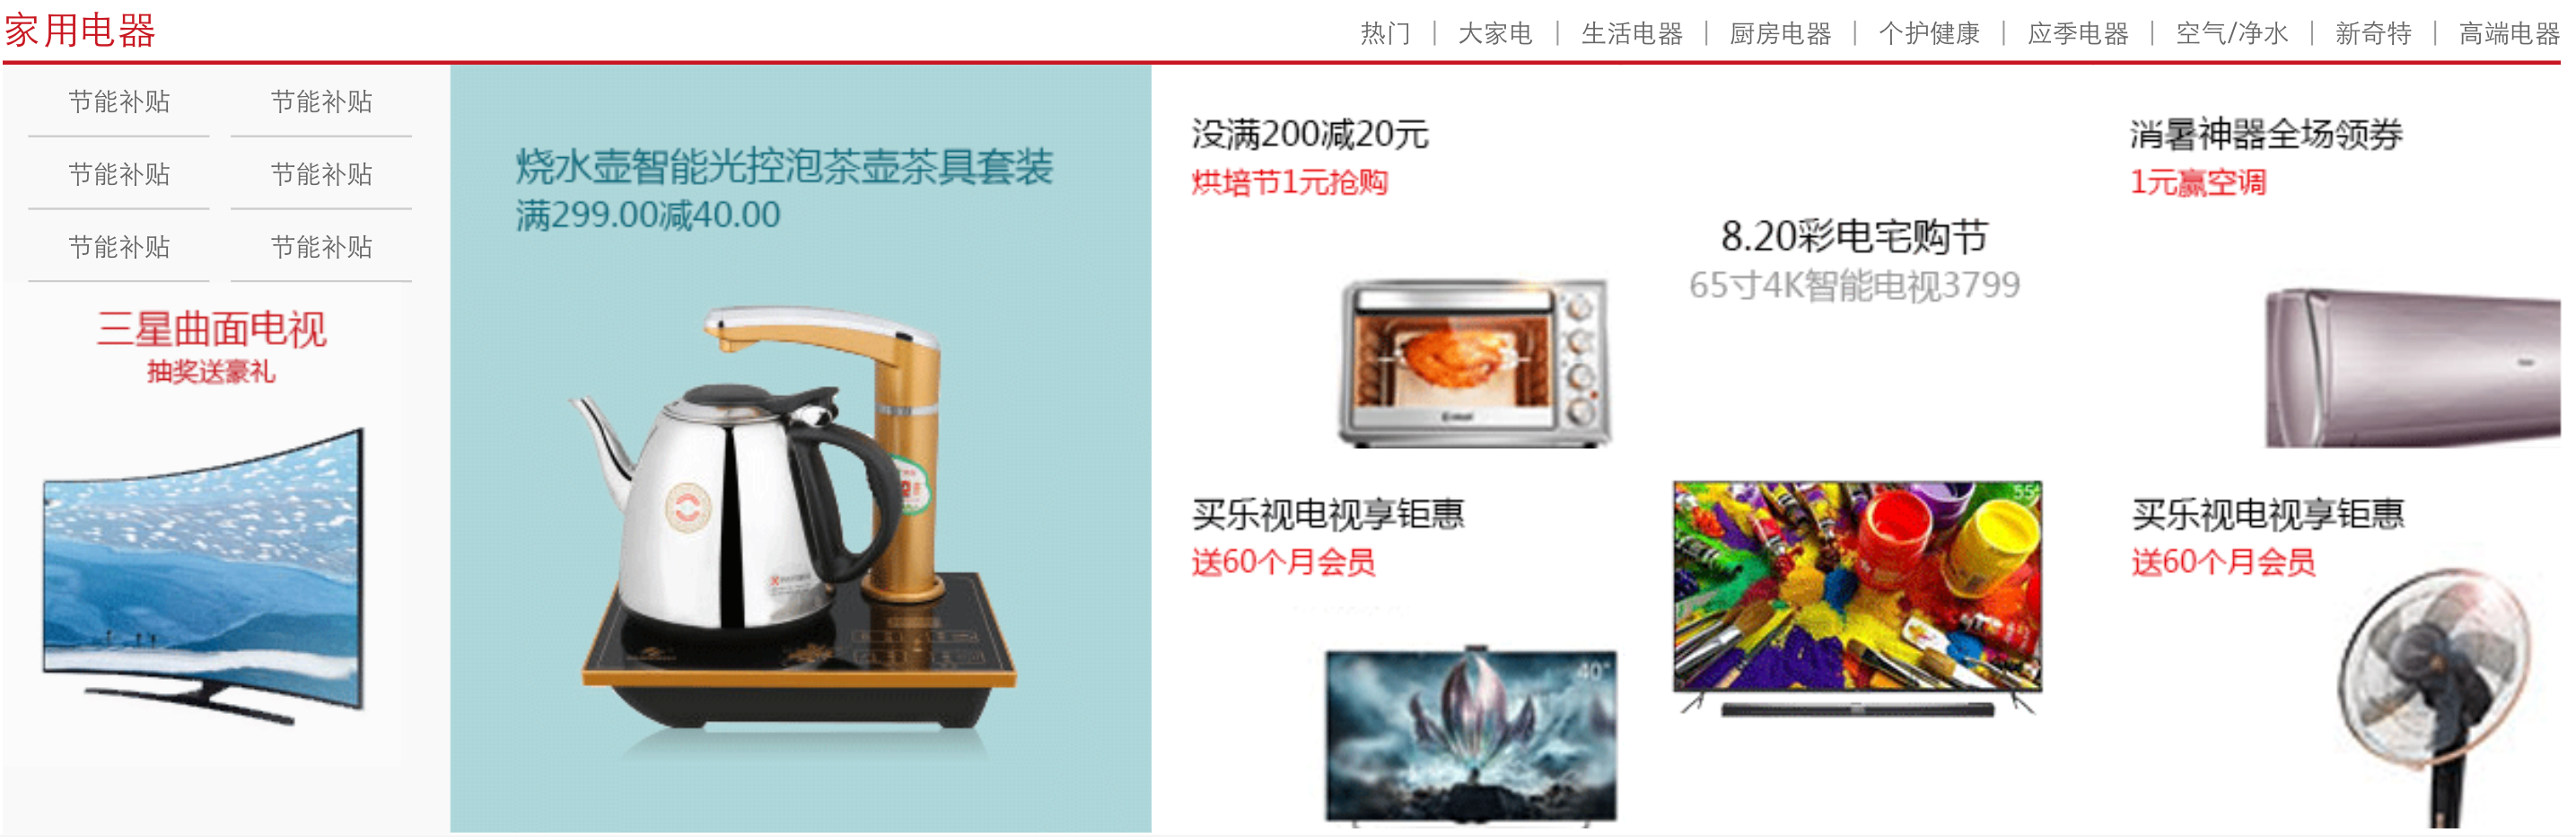 家用电器
热门 | 大家电 | 生活电器 | 厨房电器 | 个护健康 | 应季电器 | 空气/净水 | 新奇特 | 高端电器
节能补贴 节能补贴
节能补贴 节能补贴
节能补贴 节能补贴
三星曲面电视
抽奖送豪礼
烧水壶智能光控泡茶壶茶具套装
满299.00减40.00
没满200减20元
烘培节1元抢购
买乐视电视享钜惠
送60个月会员
40"
8.20彩电宅购节
65寸4K智能电视3799
55"
消暑神器全场领券
1元赢空调
买乐视电视享钜惠
送60个月会员